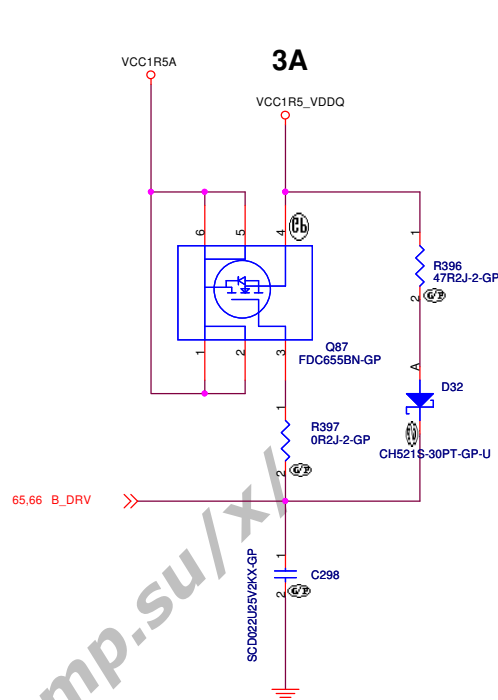 3A
VCC1R5A
VCC1R5_VDDQ
6
5
4
1
R396
47R2J-2-GP
2
G/P
1
2
3
Q87
FDC655BN-GP
A
D32
CH521S-30PT-GP-U
1
R397
0R2J-2-GP
2
G/P
65,66 B_DRV
SCD022U25V2KX-GP
1
C298
2
G/P
mp.su/x/